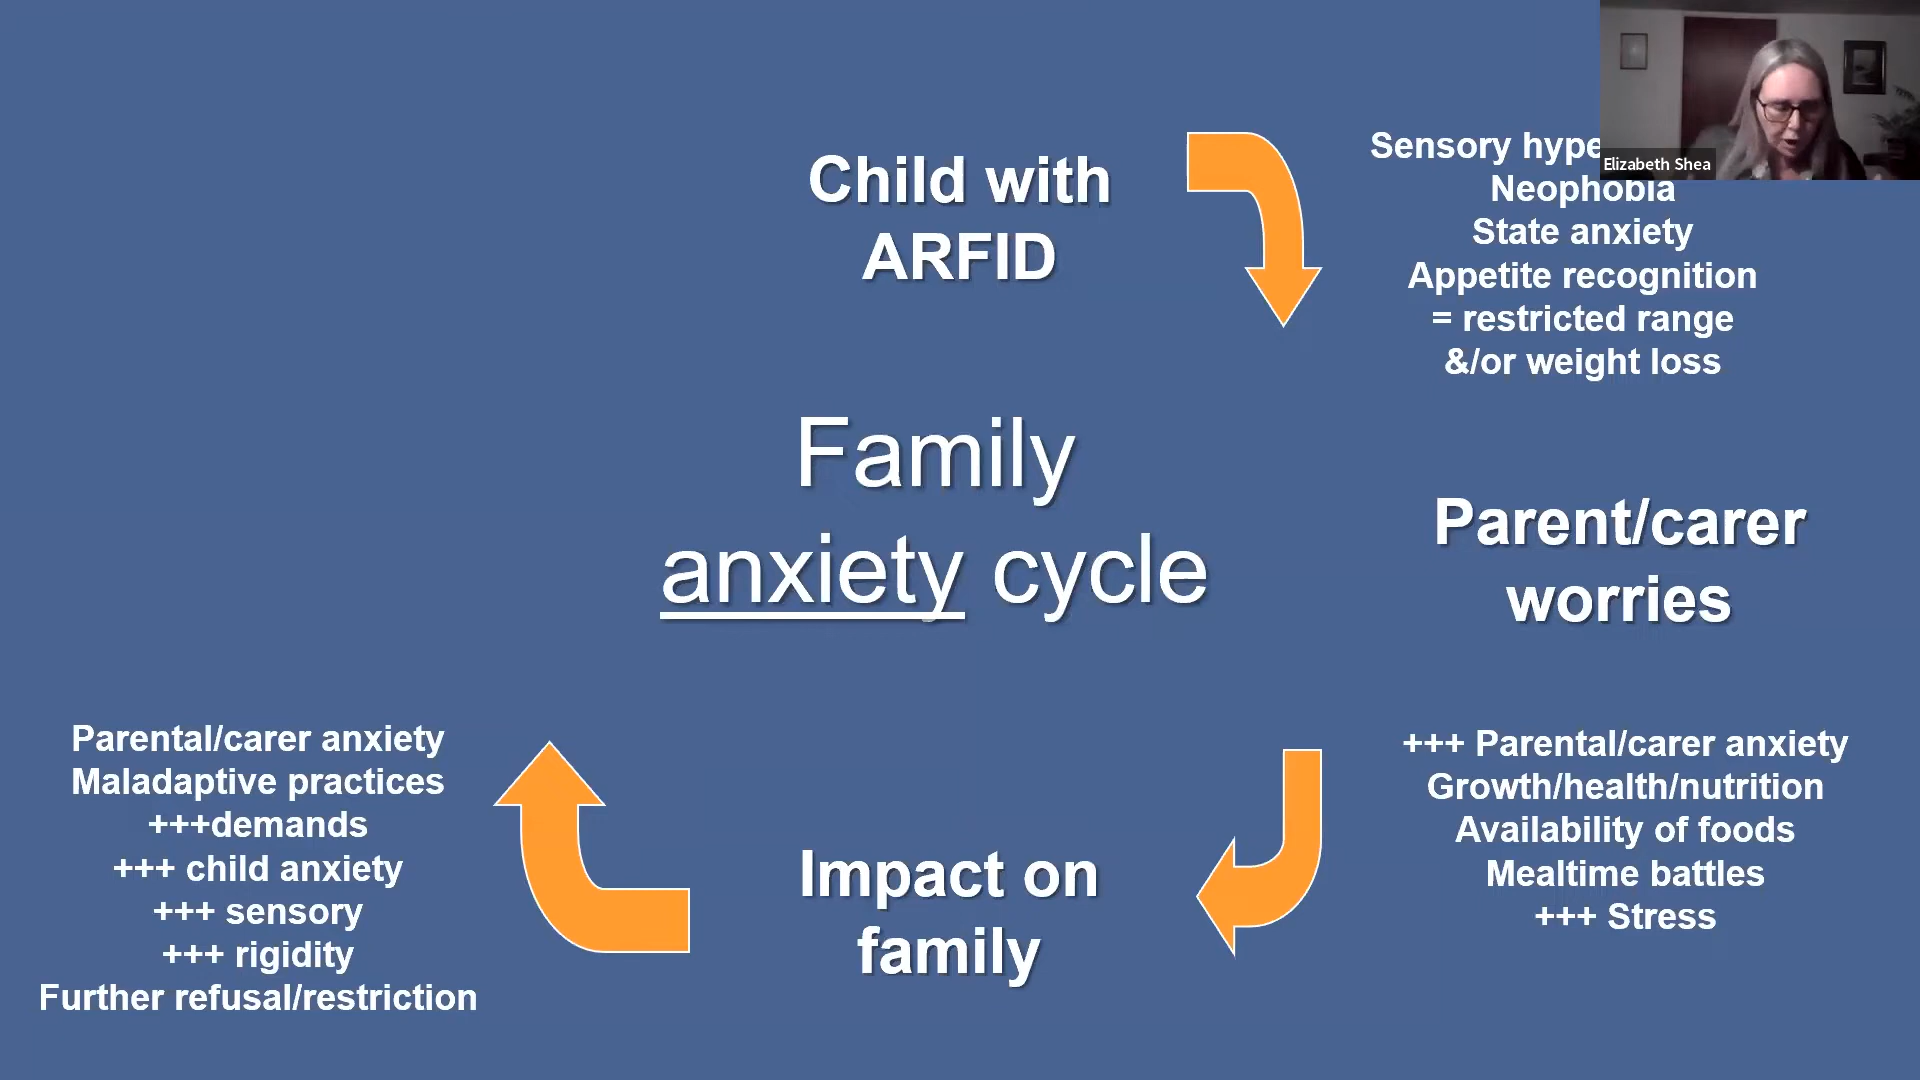 Child with
ARFID
Sensory hype
Elizabeth Shea
Neophobia
State anxiety
Appetite recognition
= restricted range
&/or weight loss
Family
anxiety cycle
Parent/carer
worries
+++ Parental/carer anxiety
Growth/health/nutrition
Availability of foods
Mealtime battles
+++ Stress
Impact on
family
Parental/carer anxiety
Maladaptive practices
+++demands
+++ child anxiety
+++ sensory
+++ rigidity
Further refusal/restriction